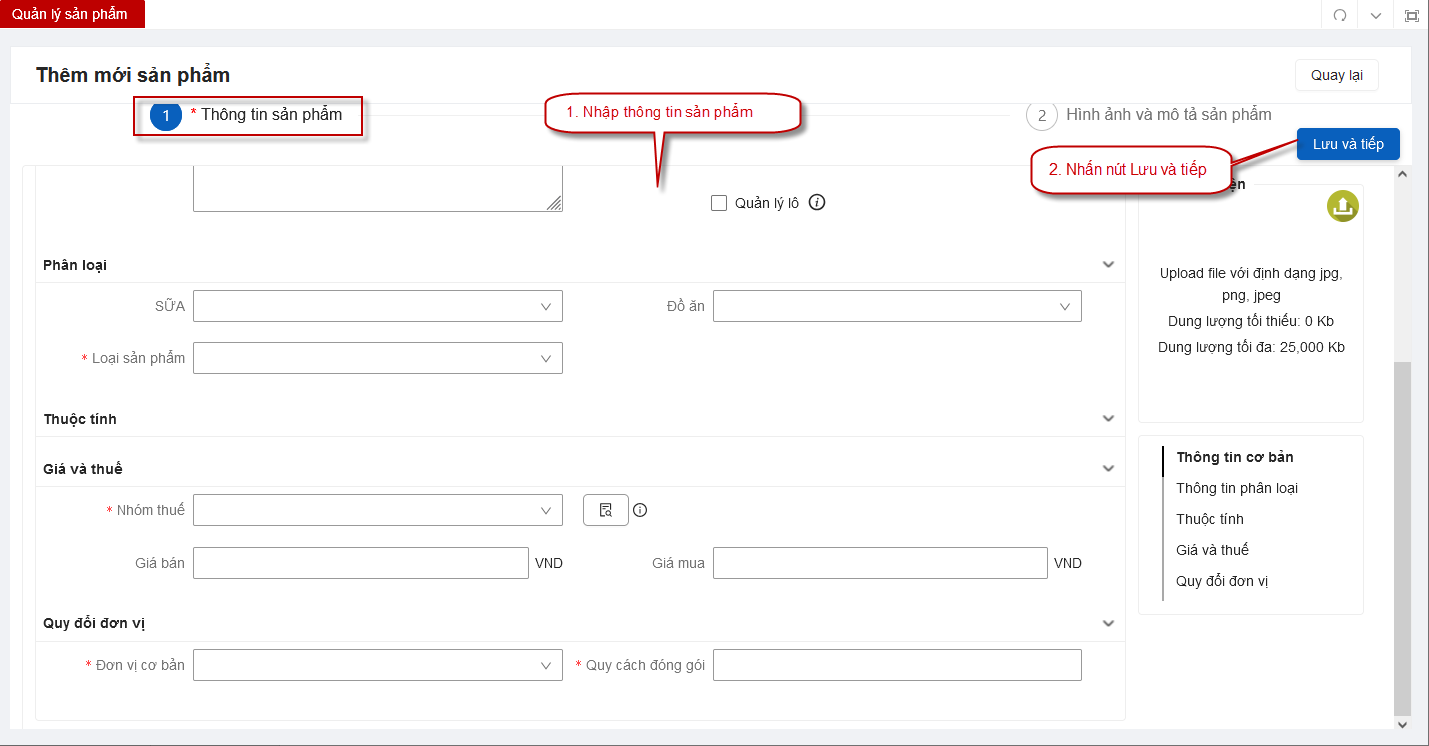 Quản lý sản phẩm
Thêm mới sản phẩm
Quay lại
1 * Thông tin sản phẩm
1. Nhập thông tin sản phẩm
2 Hình ảnh và mô tả sản phẩm
Lưu và tiếp
2. Nhấn nút Lưu và tiếp
Quản lý lô
Phân loại
SỮA
Đồ ăn
* Loại sản phẩm
Thuộc tính
Giá và thuế
* Nhóm thuế
Giá bán
VND
Giá mua
VND
Quy đổi đơn vị
* Đơn vị cơ bản
* Quy cách đóng gói
Upload file với định dạng jpg,
png, jpeg
Dung lượng tối thiếu: 0 Kb
Dung lượng tối đa: 25,000 Kb
Thông tin cơ bản
Thông tin phân loại
Thuộc tính
Giá và thuế
Quy đổi đơn vị